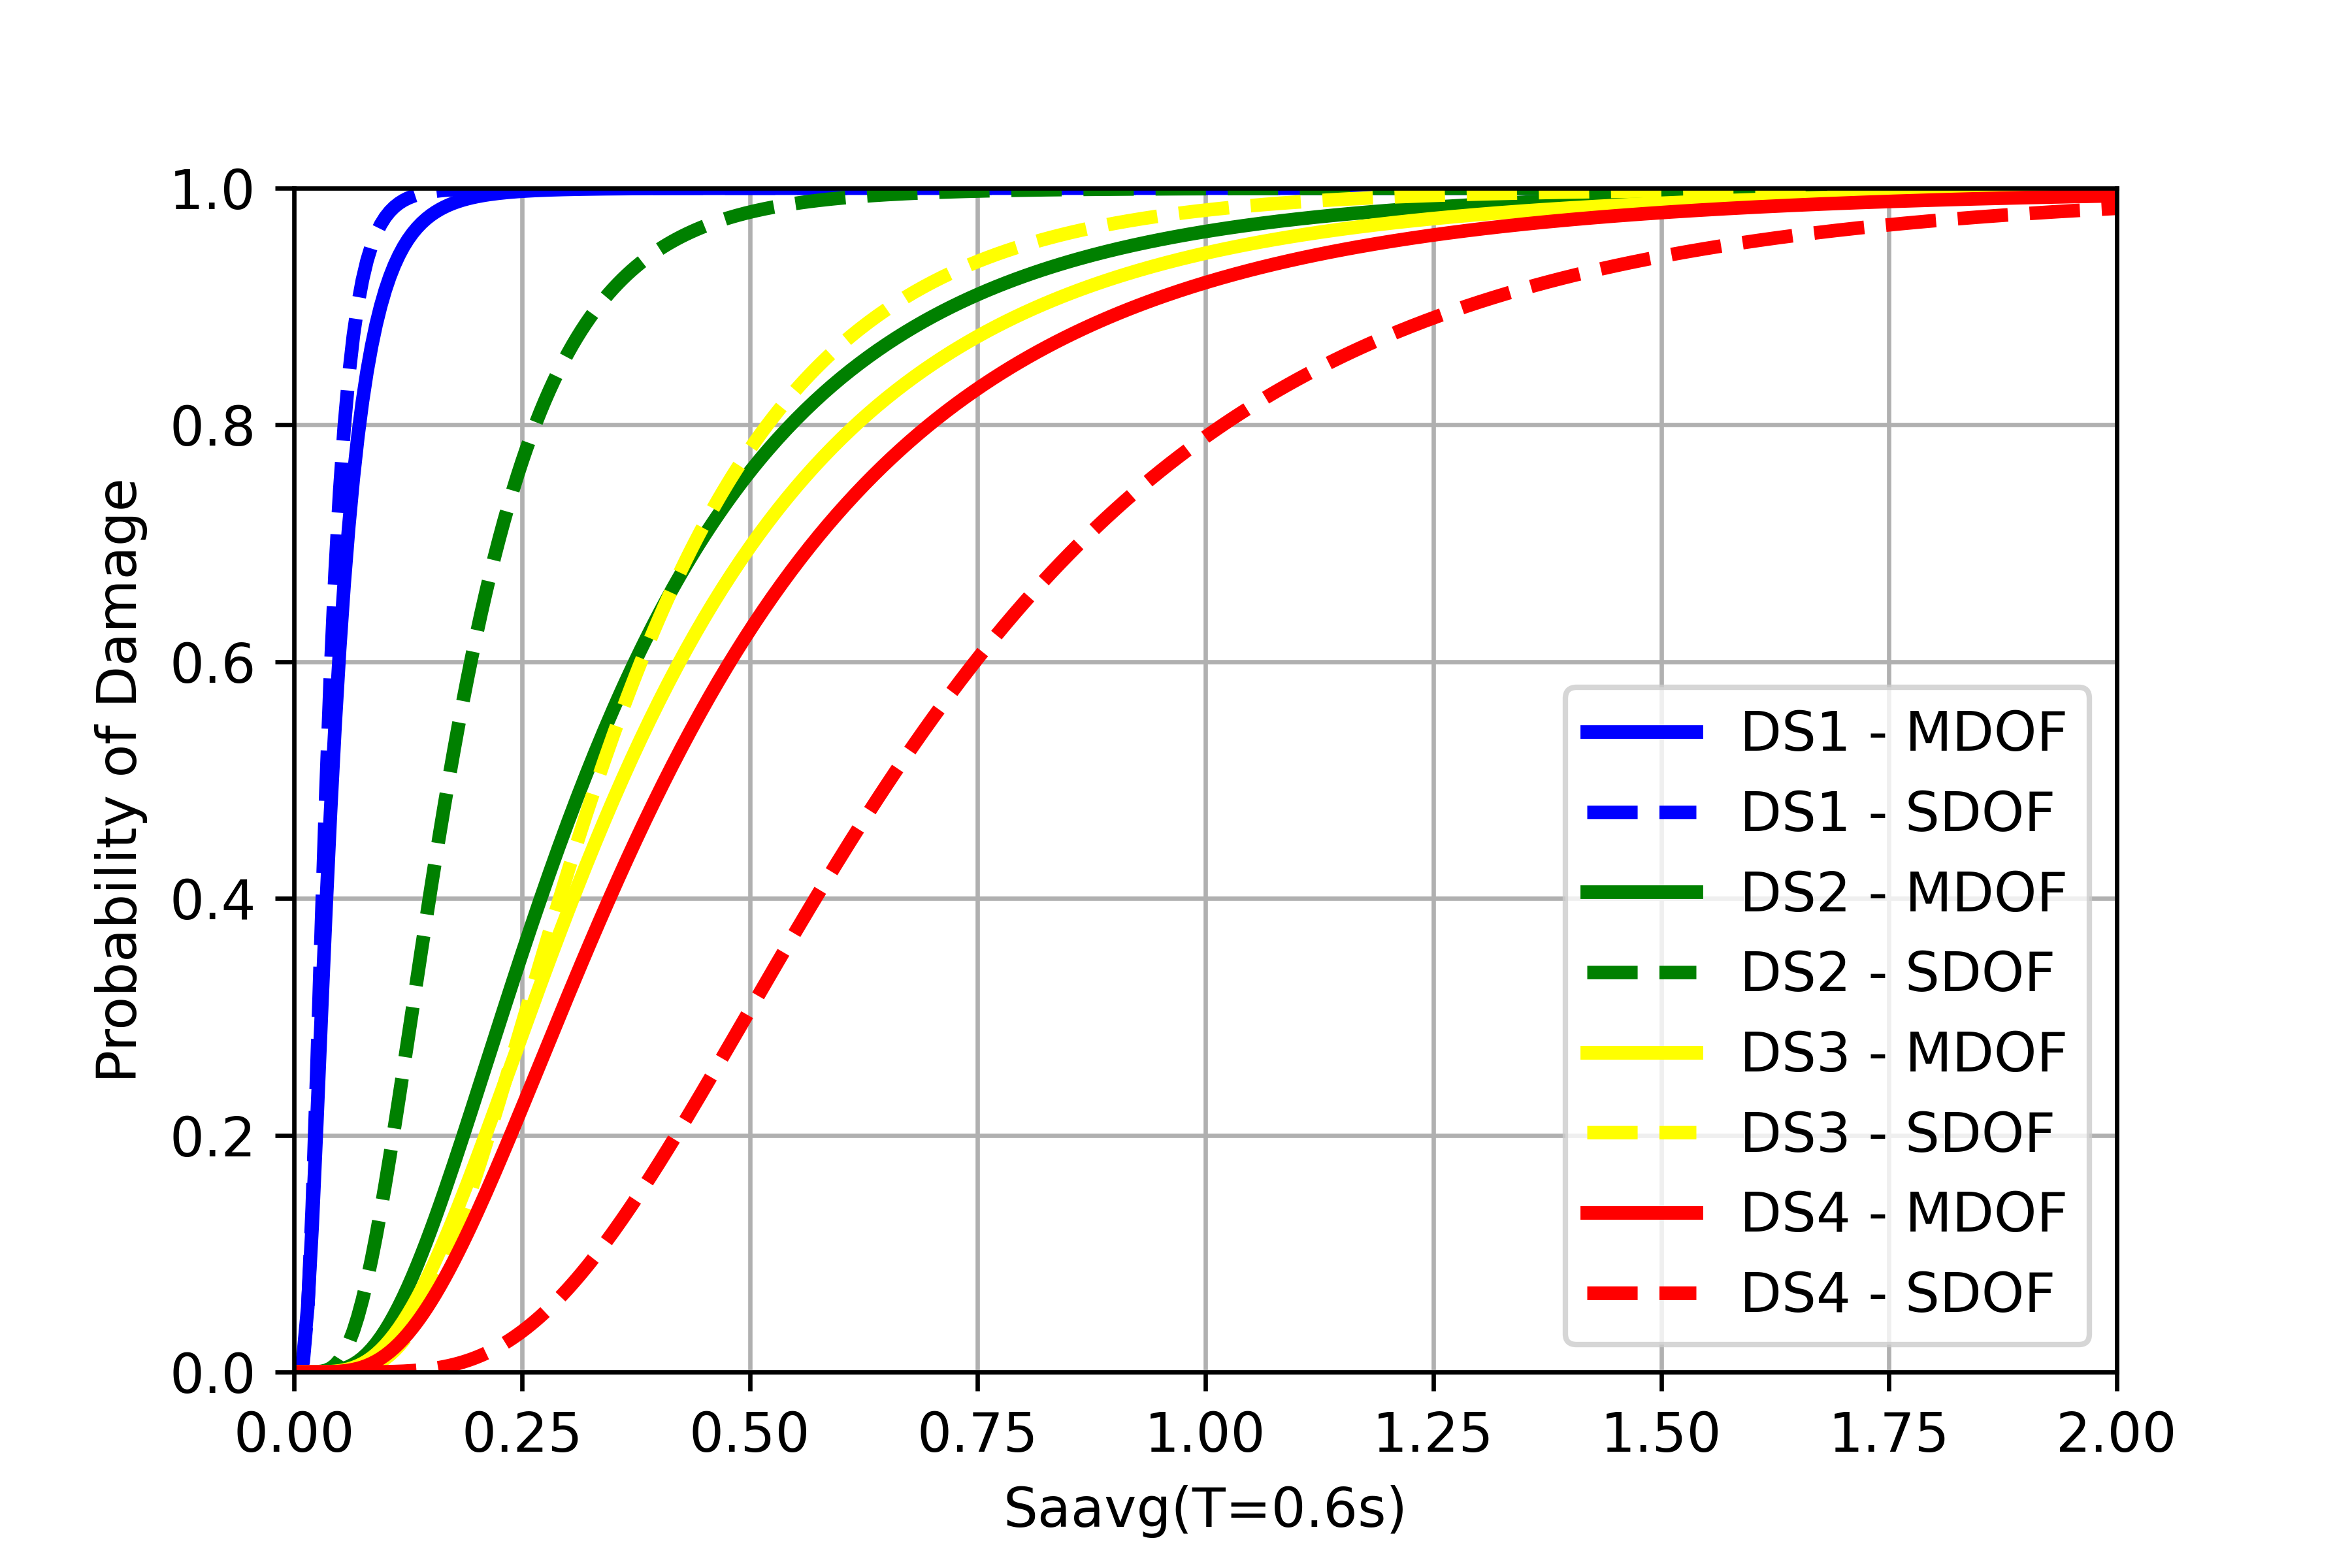 1.0
0.8
0.6
0.4
0.2
0.0
Probability of Damage
0.00 0.25 0.50 0.75 1.00 1.25 1.50 1.75 2.00
Saavg(T=0.6s)
DS1 - MDOF
DS1 - SDOF
DS2 - MDOF
DS2 - SDOF
DS3 - MDOF
DS3 - SDOF
DS4 - MDOF
DS4 - SDOF